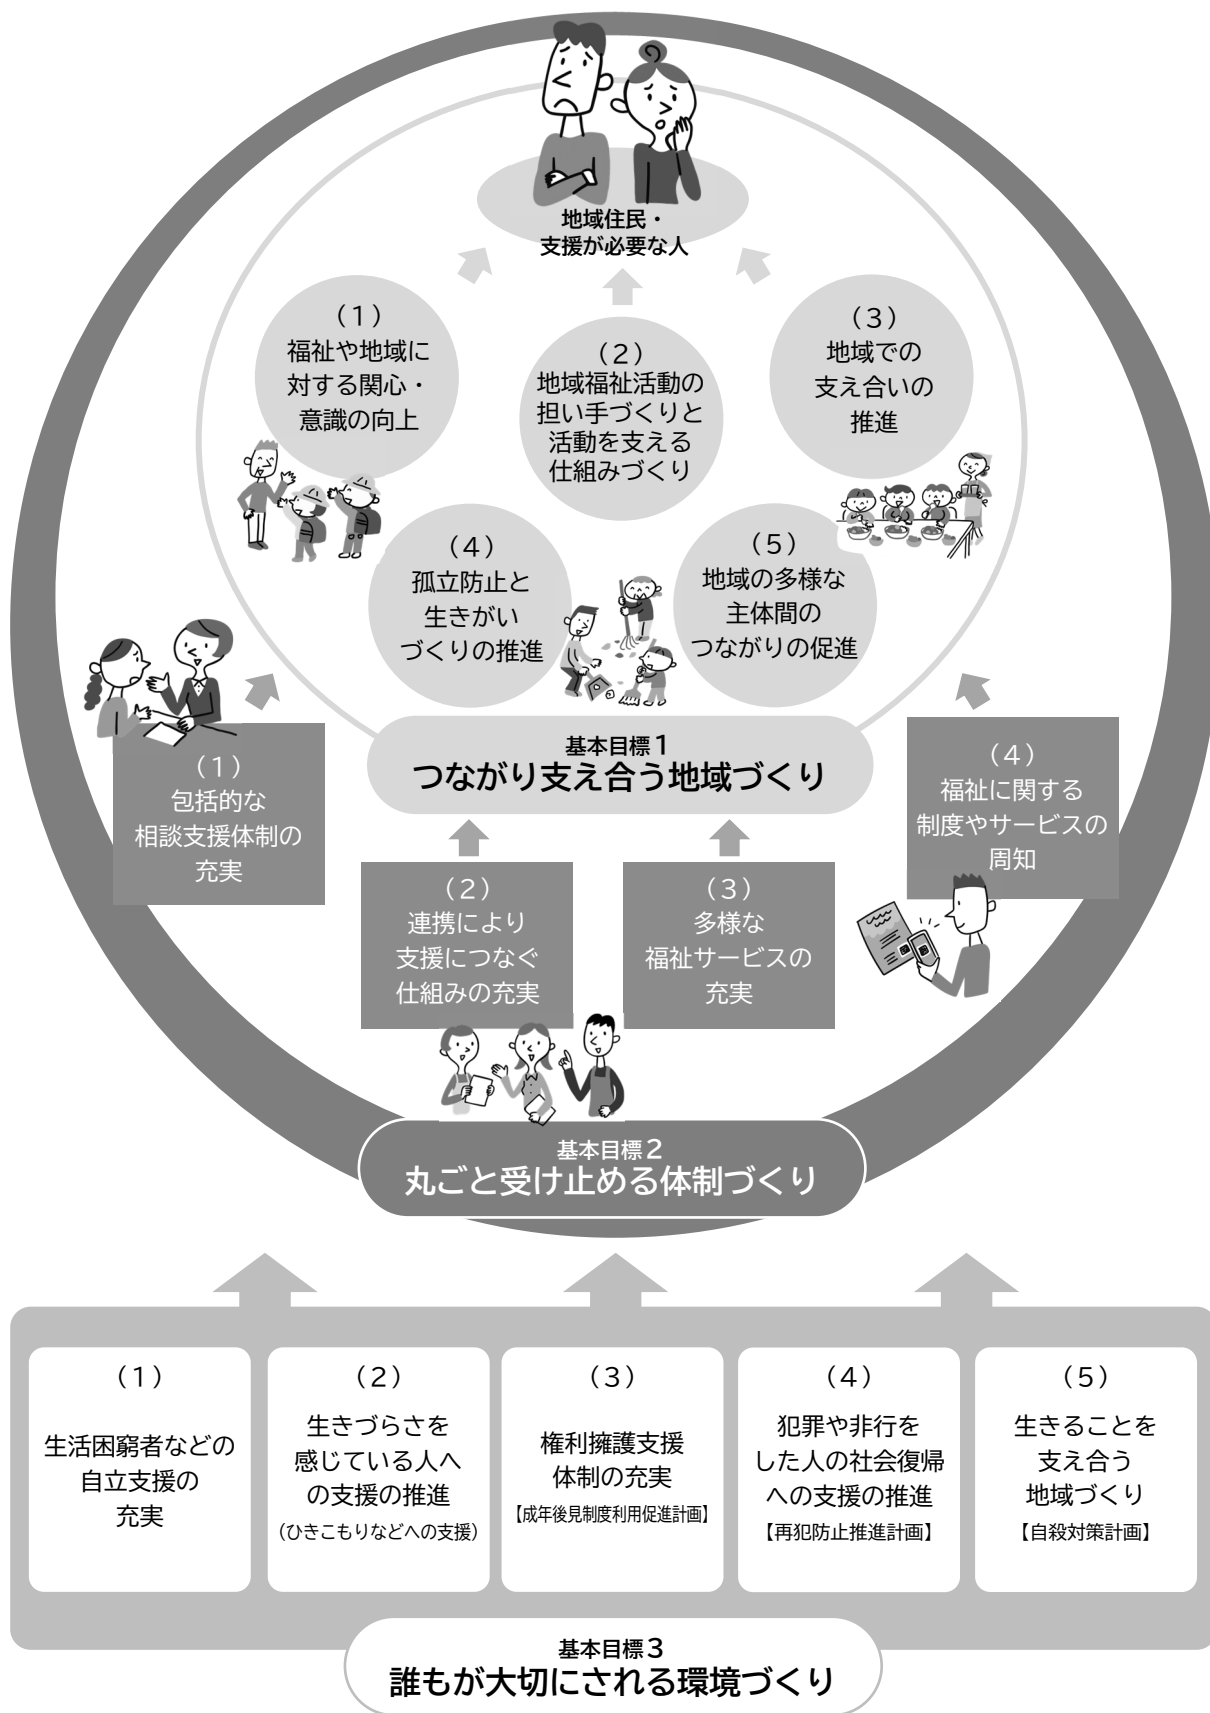 地域住民・
支援が必要な人
（１）
福祉や地域に
対する関心・
意識の向上
（２）
地域福祉活動の
担い手づくりと
活動を支える
仕組みづくり
（３）
地域での
支え合いの
推進
（４）
孤立防止と
生きがい
づくりの推進
（５）
地域の多様な
主体間の
つながりの促進
基本目標１
つながり支え合う地域づくり
（１）
包括的な
相談支援体制の
充実
（２）
連携により
支援につなぐ
仕組みの充実
（３）
多様な
福祉サービスの
充実
（４）
福祉に関する
制度やサービスの
周知
基本目標２
丸ごと受け止める体制づくり
（１）
生活困窮者などの
自立支援の
充実
（２）
生きづらさを
感じている人へ
の支援の推進
（ひきこもりなどへの支援）
（３）
権利擁護支援
体制の充実
【成年後見制度利用促進計画】
（４）
犯罪や非行を
した人の社会復帰
への支援の推進
【再犯防止推進計画】
（５）
生きることを
支え合う
地域づくり
【自殺対策計画】
基本目標３
誰もが大切にされる環境づくり